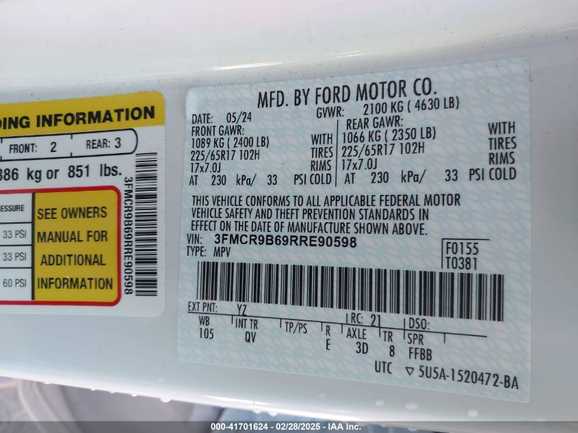 DING INFORMATION
FRONT: 2 REAR: 3
386 kg or 851 lbs.
PRESSURE
33 PSI
33 PSI
60 PSI
SEE OWNERS
MANUAL FOR
ADDITIONAL
INFORMATION
3FMCR9B69RRE90598
MFD. BY FORD MOTOR CO.
DATE: 05/24 GVWR: 2100 KG ( 4630 LB)
FRONT GAWR: REAR GAWR:
1089 KG ( 2400 LB) WITH 1066 KG ( 2350 LB) WITH
225/65R17 102H TIRES 225/65R17 102H TIRES
17x7.0J RIMS 17x7.0J RIMS
AT 230 kPa/ 33 PSI COLD AT 230 kPa/ 33 PSI COLD
THIS VEHICLE CONFORMS TO ALL APPLICABLE FEDERAL MOTOR
VEHICLE SAFETY AND THEFT PREVENTION STANDARDS IN
EFFECT ON THE DATE OF MANUFACTURE SHOWN ABOVE.
VIN: 3FMCR9B69RRE90598
TYPE: MPV
F0155
T0381
EXT PNT: YZ RC: 21 DSO:
WB INT TR TP/PS R AXLE TR SPR
105 QV E 3D 8 FFBB
UTC 5U5A-1520472-BA
000-41701624 - 02/28/2025 - IAAI.COM